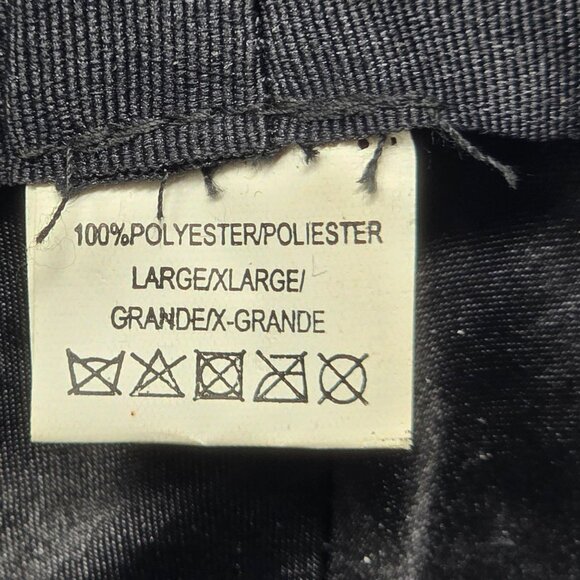 100%POLYESTER/POLIESTER
LARGE/XLARGE/
GRANDE/X-GRANDE